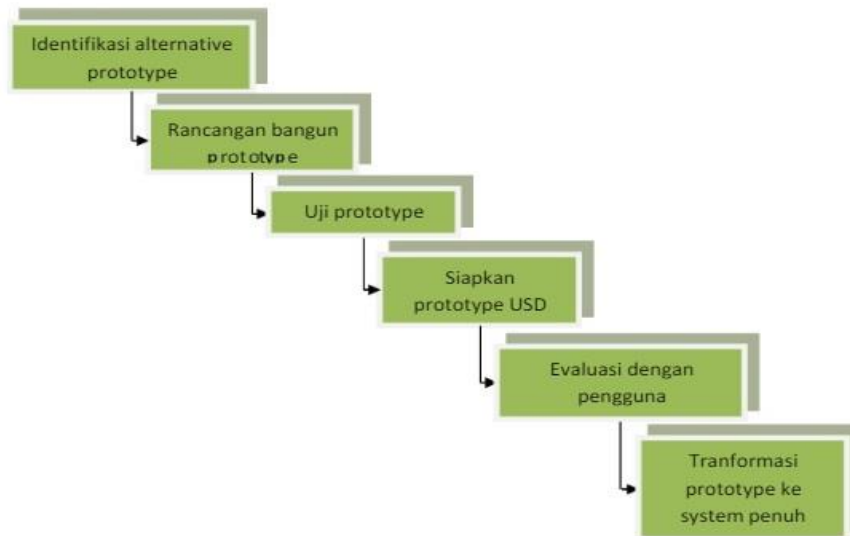 Identifikasi alternative
prototype
Rancangan bangun
prototype
Uji prototype
Siapkan
prototype USD
Evaluasi dengan
pengguna
Tranformasi
prototype ke
system penuh